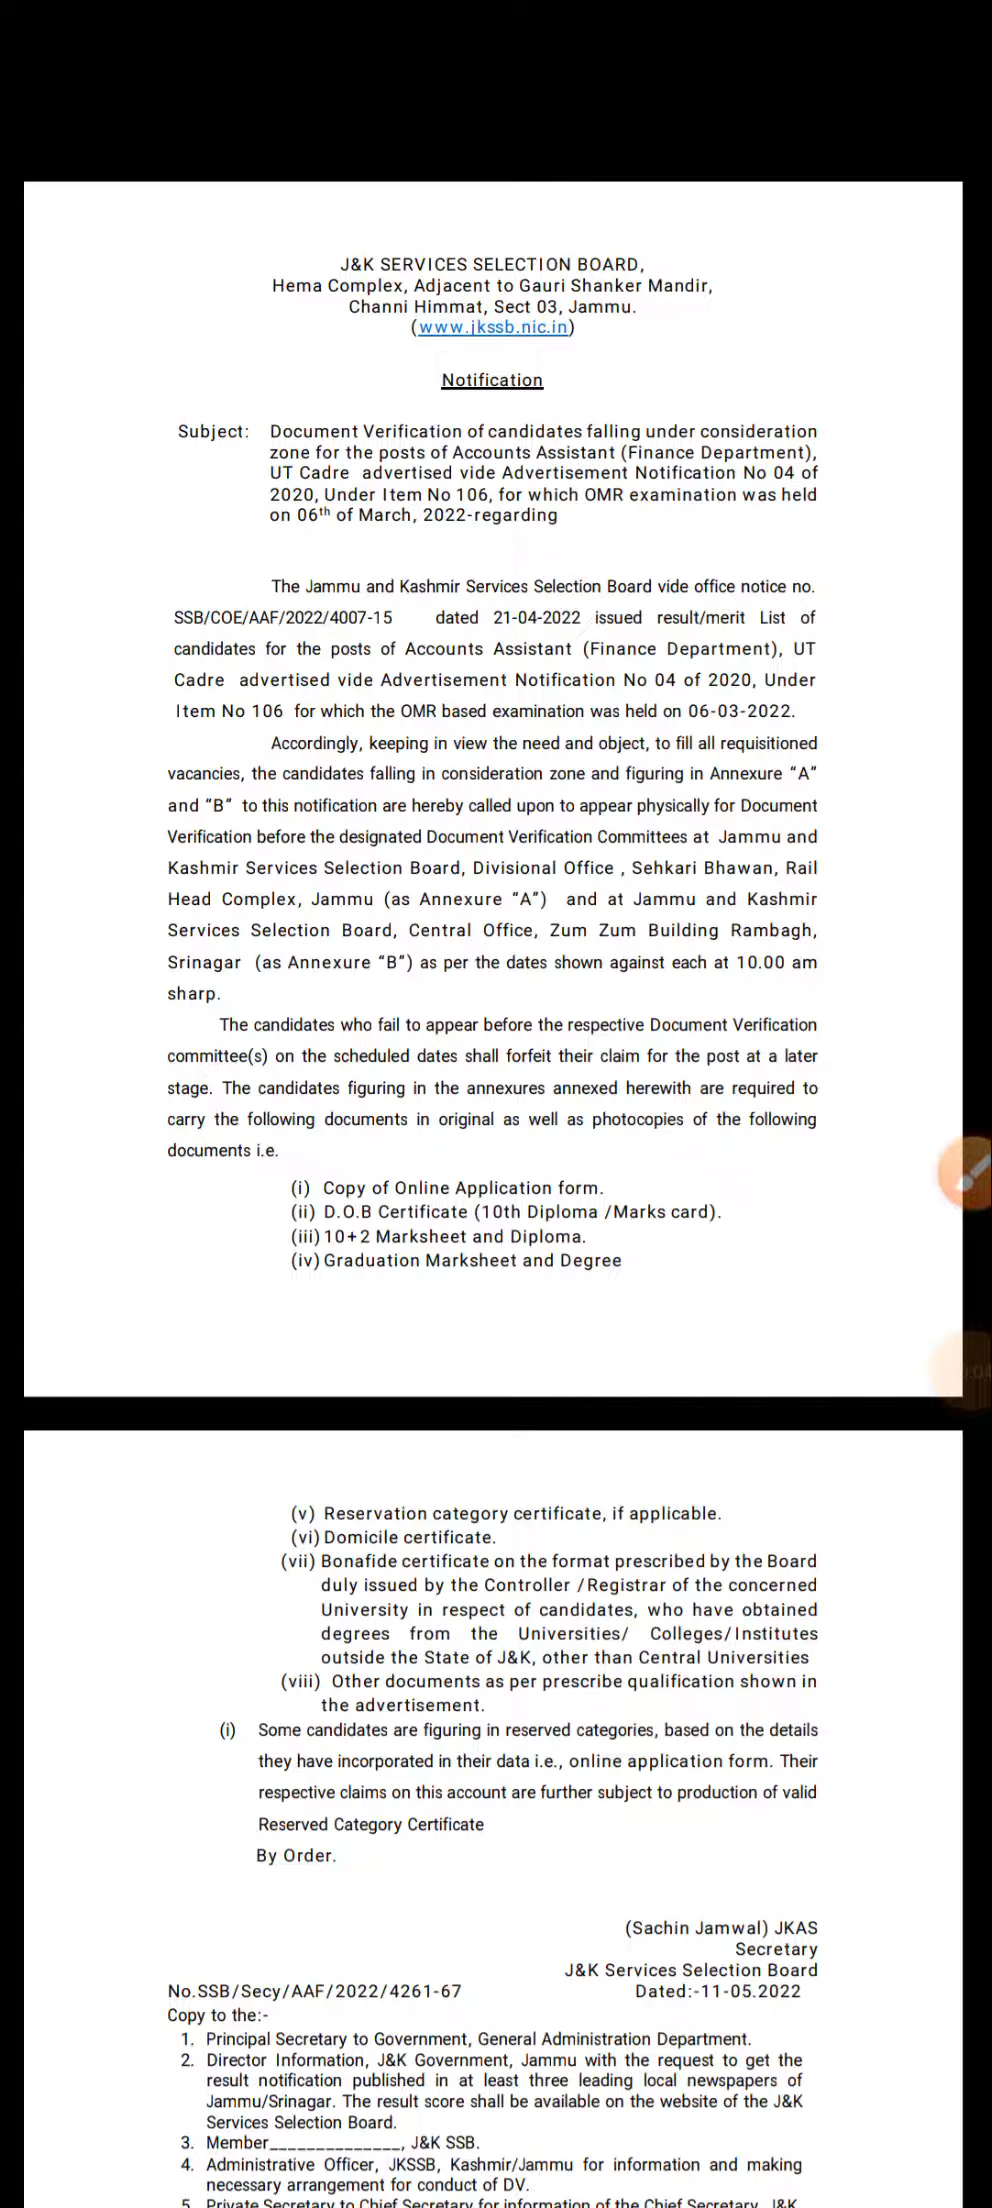 J&K SERVICES SELECTION BOARD,
Hema Complex, Adjacent to Gauri Shanker Mandir,
Channi Himmat, Sect 03, Jammu.
(www.jkssb.nic.in)
Notification
Subject: Document Verification of candidates falling under consideration
zone for the posts of Accounts Assistant (Finance Department),
UT Cadre advertised vide Advertisement Notification No 04 of
2020, Under Item No 106, for which OMR examination was held
on 06th of March, 2022-regarding
The Jammu and Kashmir Services Selection Board vide office notice no.
SSB/COE/AAF/2022/4007-15 dated 21-04-2022 issued result/merit List of
candidates for the posts of Accounts Assistant (Finance Department), UT
Cadre advertised vide Advertisement Notification No 04 of 2020, Under
Item No 106 for which the OMR based examination was held on 06-03-2022.
Accordingly, keeping in view the need and object, to fill all requisitioned
vacancies, the candidates falling in consideration zone and figuring in Annexure “A”
and “B” to this notification are hereby called upon to appear physically for Document
Verification before the designated Document Verification Committees at Jammu and
Kashmir Services Selection Board, Divisional Office , Sehkari Bhawan, Rail
Head Complex, Jammu (as Annexure “A”) and at Jammu and Kashmir
Services Selection Board, Central Office, Zum Zum Building Rambagh,
Srinagar (as Annexure “B”) as per the dates shown against each at 10.00 am
sharp.
The candidates who fail to appear before the respective Document Verification
committee(s) on the scheduled dates shall forfeit their claim for the post at a later
stage. The candidates figuring in the annexures annexed herewith are required to
carry the following documents in original as well as photocopies of the following
documents i.e.
(i) Copy of Online Application form.
(ii) D.O.B Certificate (10th Diploma /Marks card).
(iii) 10+2 Marksheet and Diploma.
(iv) Graduation Marksheet and Degree
(v) Reservation category certificate, if applicable.
(vi) Domicile certificate.
(vii) Bonafide certificate on the format prescribed by the Board
duly issued by the Controller /Registrar of the concerned
University in respect of candidates, who have obtained
degrees from the Universities/ Colleges/Institutes
outside the State of J&K, other than Central Universities
(viii) Other documents as per prescribe qualification shown in
the advertisement.
(i) Some candidates are figuring in reserved categories, based on the details
they have incorporated in their data i.e., online application form. Their
respective claims on this account are further subject to production of valid
Reserved Category Certificate
By Order.
(Sachin Jamwal) JKAS
Secretary
J&K Services Selection Board
No.SSB/Secy/AAF/2022/4261-67 Dated:-11-05.2022
Copy to the:-
1. Principal Secretary to Government, General Administration Department.
2. Director Information, J&K Government, Jammu with the request to get the
result notification published in at least three leading local newspapers of
Jammu/Srinagar. The result score shall be available on the website of the J&K
Services Selection Board.
3. Member______________, J&K SSB.
4. Administrative Officer, JKSSB, Kashmir/Jammu for information and making
necessary arrangement for conduct of DV.
5. Private Secretary to Chief Secretary for information of the Chief Secretary, J&K